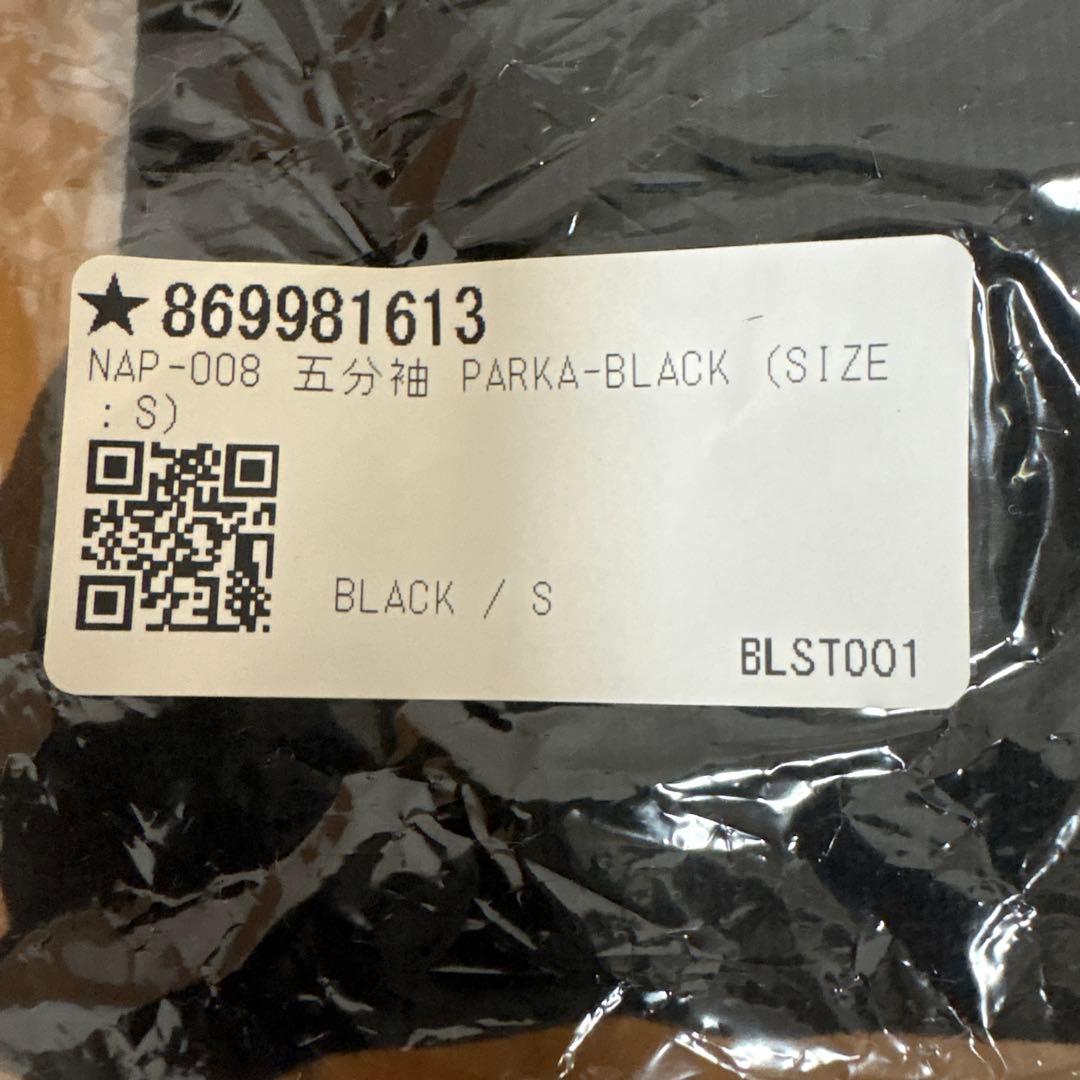 ★869981613
NAP-008 五分袖 PARKA-BLACK (SIZE
: S)
BLACK / S
BLST001